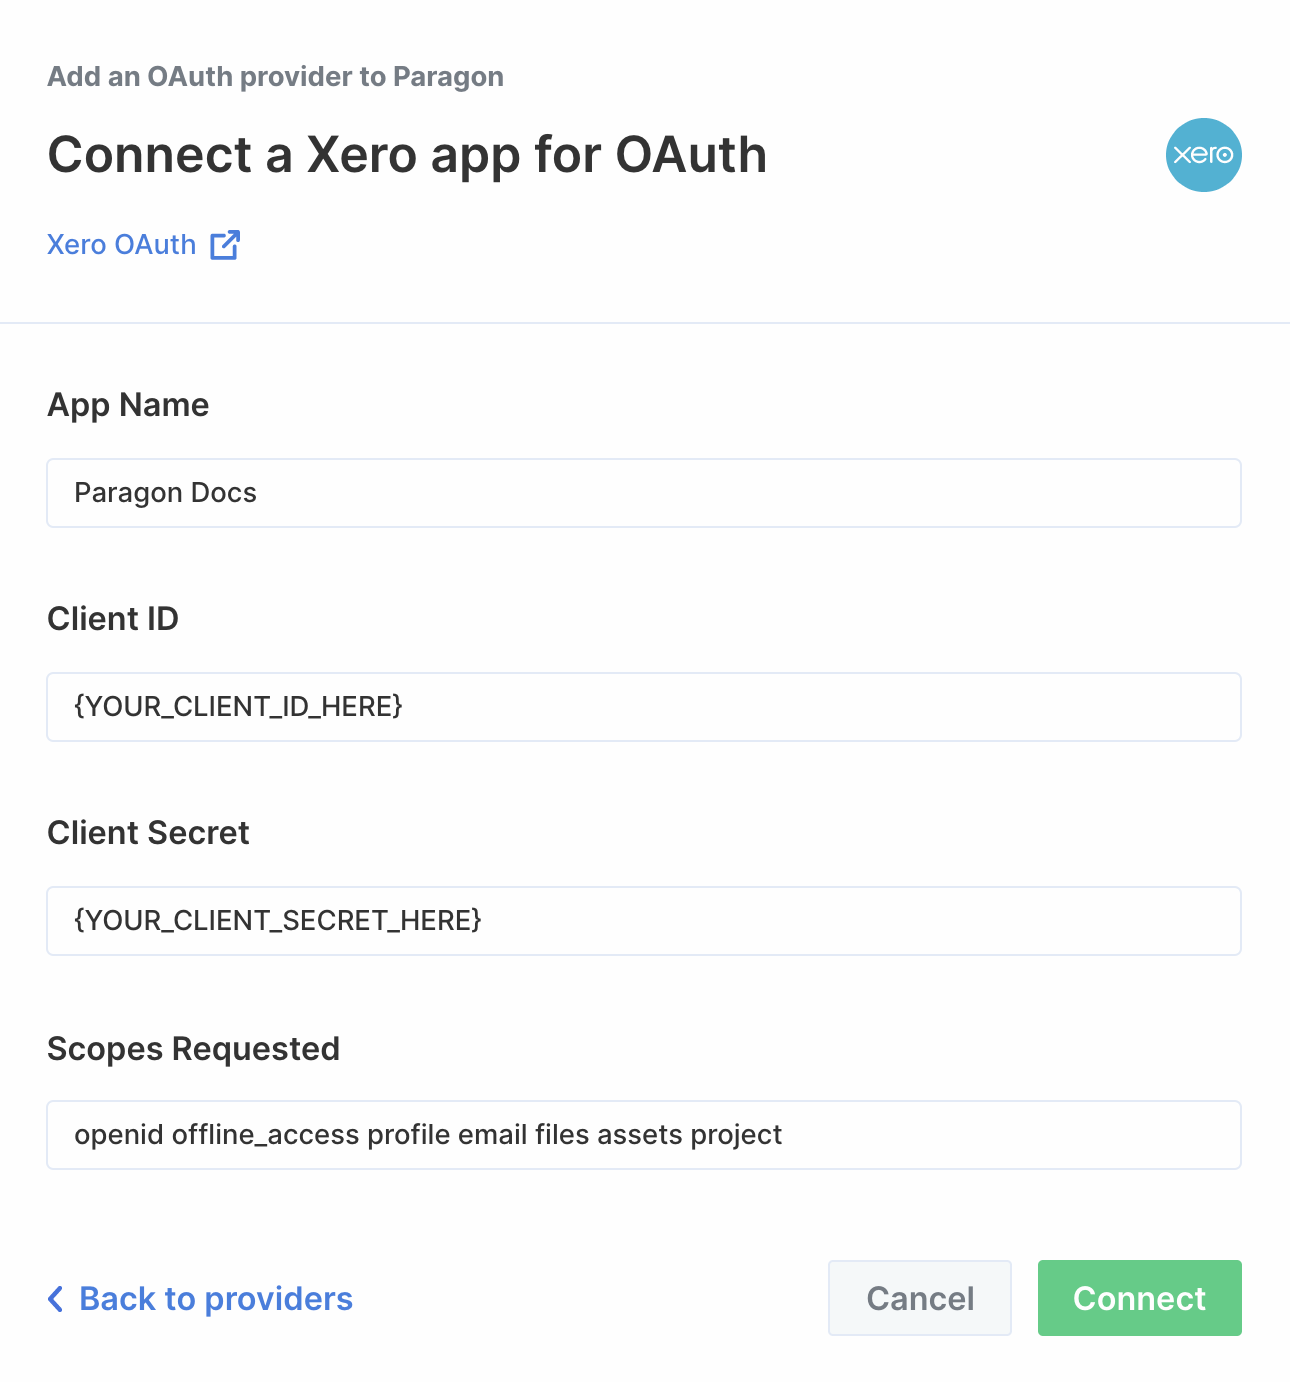 Add an OAuth provider to Paragon
Connect a Xero app for OAuth
xero
Xero OAuth
App Name
Paragon Docs
Client ID
{YOUR_CLIENT_ID_HERE}
Client Secret
{YOUR_CLIENT_SECRET_HERE}
Scopes Requested
openid offline_access profile email files assets project
Back to providers
Cancel
Connect